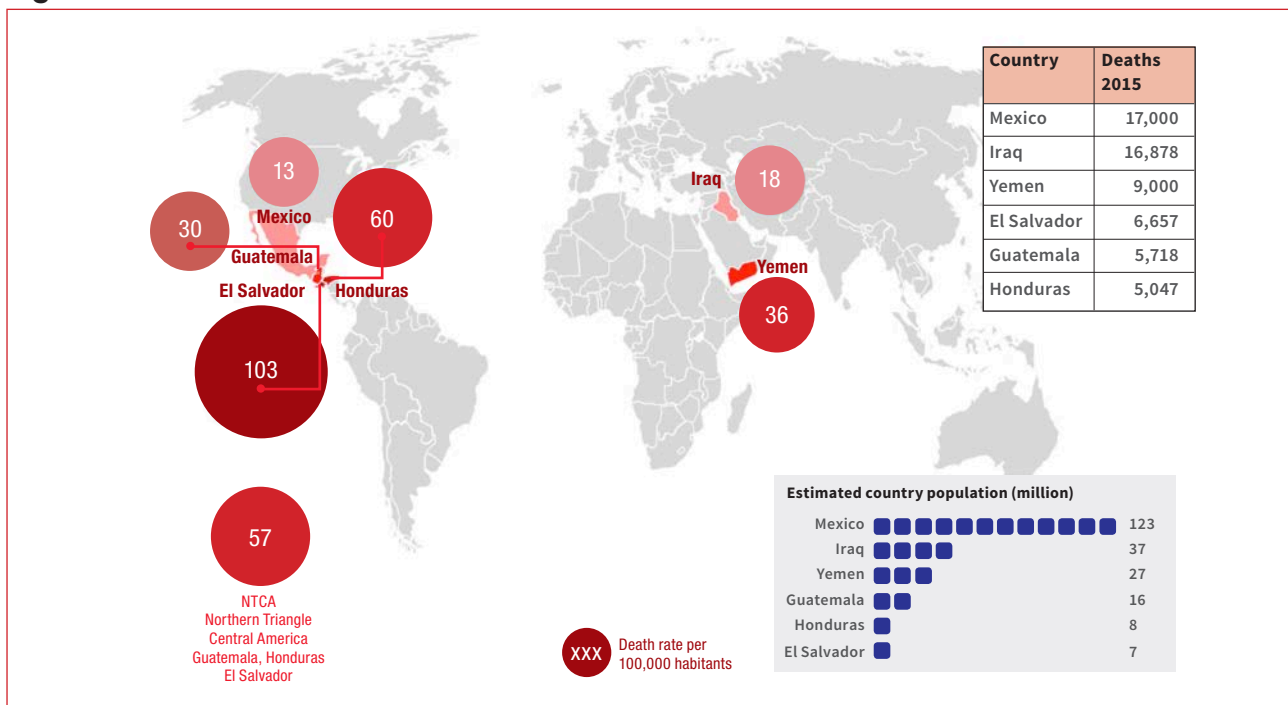 Country Deaths 2015
Mexico 17,000
Iraq 16,878
Yemen 9,000
El Salvador 6,657
Guatemala 5,718
Honduras 5,047
13
Mexico
30
60
Guatemala
El Salvador
Honduras
103
Iraq
18
Yemen
36
57
NTCA
Northern Triangle
Central America
Guatemala, Honduras
El Salvador
XXX
Death rate per
100,000 habitants
Estimated country population (million)
Mexico 123
Iraq 37
Yemen 27
Guatemala 16
Honduras 8
El Salvador 7